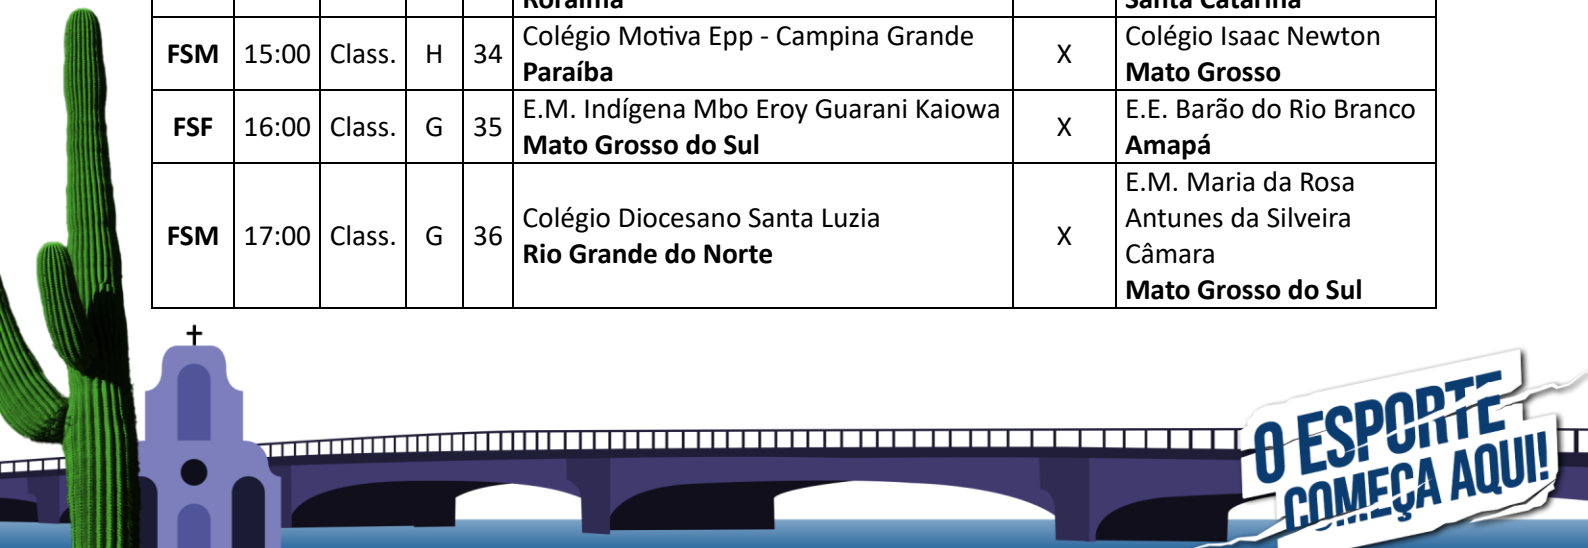 Roraima Santa Catarina
FSM 15:00 Class. H 34 Colégio Motiva Epp - Campina Grande X Colégio Isaac Newton
Paraíba Mato Grosso
FSF 16:00 Class. G 35 E.M. Indígena Mbo Eroy Guarani Kaiowa X E.E. Barão do Rio Branco
Mato Grosso do Sul Amapá
E.M. Maria da Rosa
FSM 17:00 Class. G 36 Colégio Diocesano Santa Luzia X Antunes da Silveira
Rio Grande do Norte Câmara
Mato Grosso do Sul
O ESPORTE
COMEÇA AQUI!